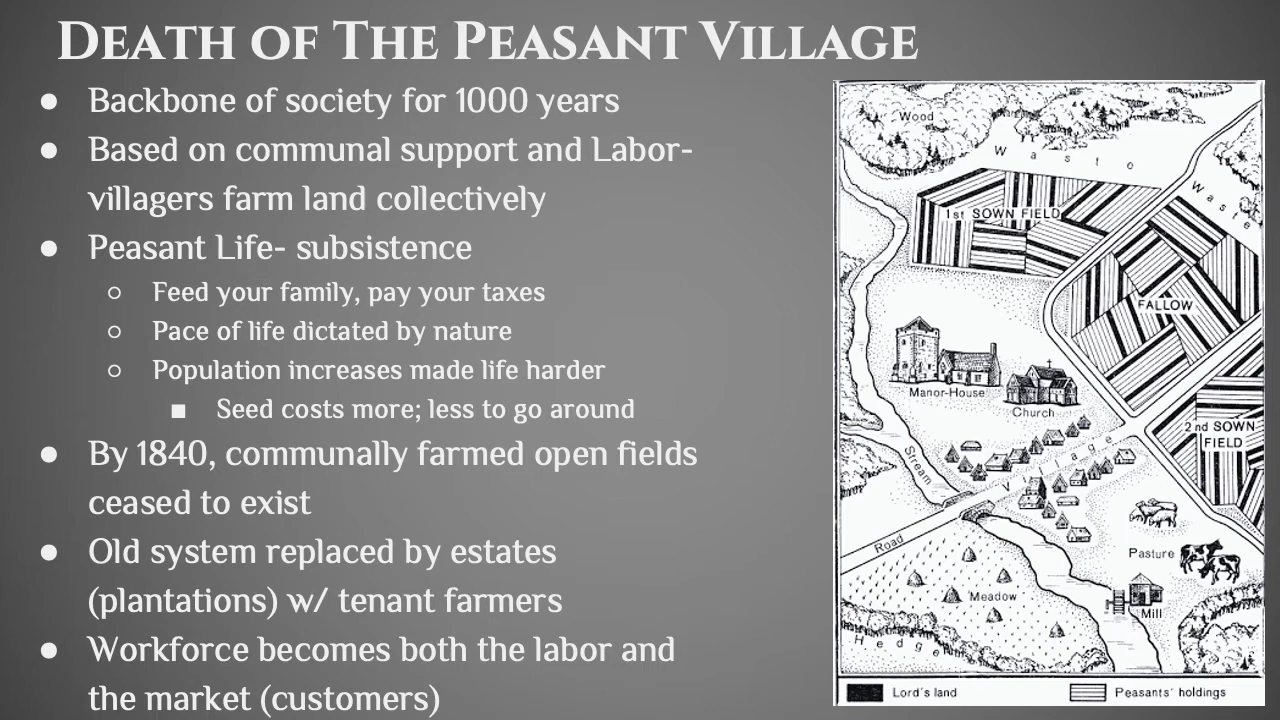 Death of The Peasant Village
● Backbone of society for 1000 years
● Based on communal support and Labor-
villagers farm land collectively
● Peasant Life- subsistence
○ Feed your family, pay your taxes
○ Pace of life dictated by nature
○ Population increases made life harder
■ Seed costs more; less to go around
● By 1840, communally farmed open fields
ceased to exist
● Old system replaced by estates
(plantations) w/ tenant farmers
● Workforce becomes both the labor and
the market (customers)
Wood
Waste
Waste
1st SOWN FIELD
FALLOW
Manor-House
Church
2nd SOWN
FIELD
Village
Stream
Road
Pasture
Meadow
Mill
Hedge
Lord's land
Peasants' holdings